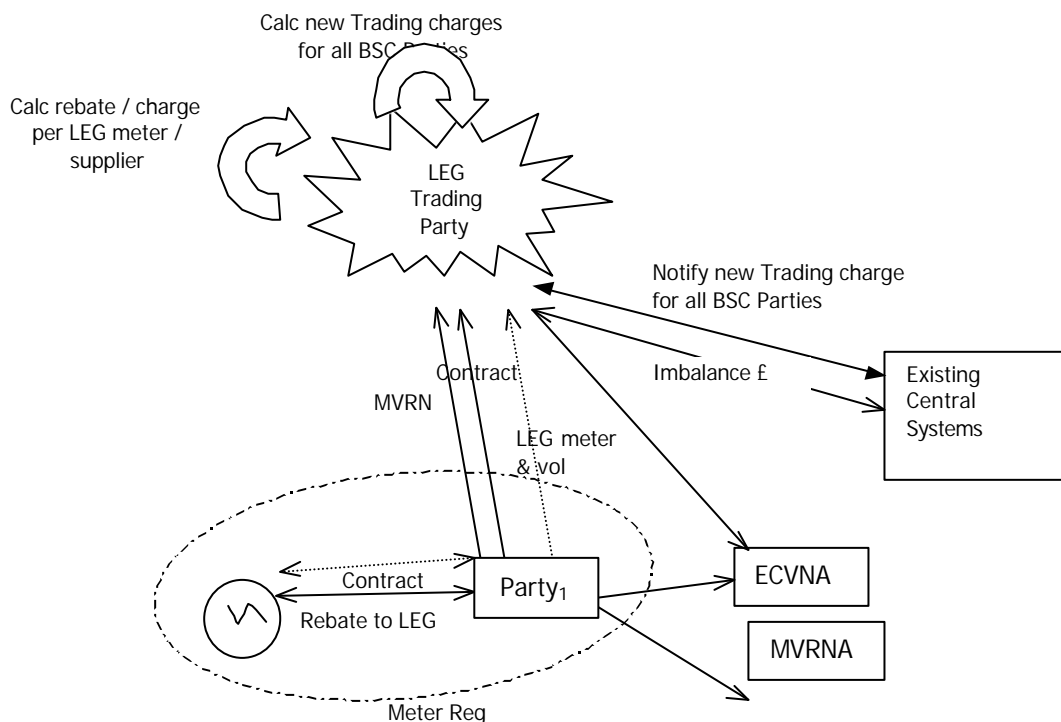 Calc new Trading charges
for all BSC Parties
Calc rebate / charge
per LEG meter /
supplier
LEG
Trading
Party
Notify new Trading charge
for all BSC Parties
Contract
Imbalance £
MVRN
Existing
Central
Systems
LEG meter
& vol
Contract
Party1
ECVNA
Rebate to LEG
MVRNA
Meter Reg